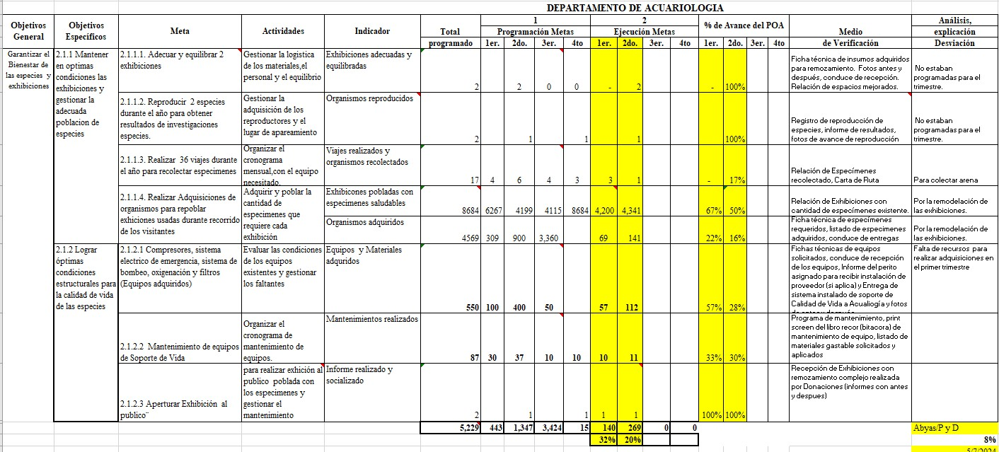 DEPARTAMENTO DE ACUARIOLOGIA
Objetivos General
Objetivos Específicos
Meta
Actividades
Indicador
Total programado
1
Programación Metas
1er. 2do. 3er. 4to
2
Ejecución Metas
1er. 2do. 3er. 4to
% de Avance del POA
1er. 2do. 3er. 4to
Medio
de Verificación
Análisis,
explicación
Desviación
Garantizar el
Bienestar de
las especies y
exhibiciones
2.1.1 Mantener
en optimas
condiciones las
exhibiciones y
gestionar la
adecuada
poblacion de
especies
2.1.1.1. Adecuar y equilibrar 2
exhibiciones
Gestionar la logistica
de los materiales,el
personal y el equilibrio
Exhibiciones adecuadas y
equilibradas
2 2 0 0 - 2 - 100%
Ficha técnica de insumos adquiridos
para remozamiento. Fotos antes y
después, conduce de recepción.
Relación de espacios mejorados.
No estaban
programadas para el
trimestre.
2.1.1.2. Reproducir 2 especies
durante el año para obtener
resultados de investigaciones
especies.
Gestionar la
adquisición de los
reproductores y el
lugar de apareamiento
Organismos reproducidos
2 1 1 1 100%
Registro de reproducción de
especies, informe de resultados,
fotos de avance de reproducción
No estaban
programadas para el
trimestre.
2.1.1.3. Realizar 36 viajes durante
el año para recolectar especimenes
Organizar el
cronograma
mensual,con el equipo
necesitado.
Viajes realizados y
organismos recolectados
17 4 6 4 3 3 1 - 17%
Relación de Especímenes
recolectado, Carta de Ruta
Para colectar arena
2.1.1.4. Realizar Adquisiciones de
organismos para repoblar
exhiciones usadas durante recorrido
de los visitantes
Adquirir y poblar la
cantidad de
especimenes que
requiere cada
exhibición
Exhibicones pobladas con
especimenes saludables
8684 6267 4199 4115 8684 4,200 4,341 67% 50%
Relación de Exhibiciones con
cantidad de especímenes existente.
Por la remodelación de
las exhibiciones.
Organismos adquiridos
4569 309 900 3,360 69 141 22% 16%
Ficha técnica de especímenes
requeridos, listado de especimenes
adquiridos, conduce de entregas
Por la remodelación de
las exhibiciones.
2.1.2 Lograr
óptimas
condiciones
estructurales para
la calidad de vida
de las especies
2.1.2.1 Compresores, sistema
electrico de emergencia, sistema de
bombeo, oxigenación y filtros
(Equipos adquiridos)
Evaluar las condiciones
de los equipos
existentes y gestionar
los faltantes
Equipos y Materiales
adquridos
550 100 400 50 57 112 57% 28%
Fichas técnicas de equipos
solicitados, conduce de recepción
de los equipos, Informe del perito
asignado para recibir instalación de
proveedor (si aplica) y Entrega de
sistema instalado de soporte de
Calidad de Vida a Acualiogía y fotos
Falta de recursos para
realizar adquisiciones en
el primer trimestre
2.1.2.2 Mantenimiento de equipos
de Soporte de Vida
Organizar el
cronograma de
mantenimiento de
equipos.
Mantenimientos realizados
87 30 37 10 10 10 11 33% 30%
Programa de mantenimiento, print
screen del libro recor (bitacora) de
mantenimiento de equipo, listado de
materiales gastable solicitados y
aplicados
2.1.2.3 Aperturar Exhibición al
publico¨
para realizar exhición al
publico poblada con
los especimenes y
gestionar el
mantenimiento
Informe realizado y
socializado
2 1 1 1 1 100% 100%
Recepción de Exhibiciones con
remozamiento complejo realizada
por Donaciones (informes con antes
y despues)
5,229 443 1,347 3,424 15 140 269 0 0
Abyas/P y D
32% 20%
8%
5/7/2024